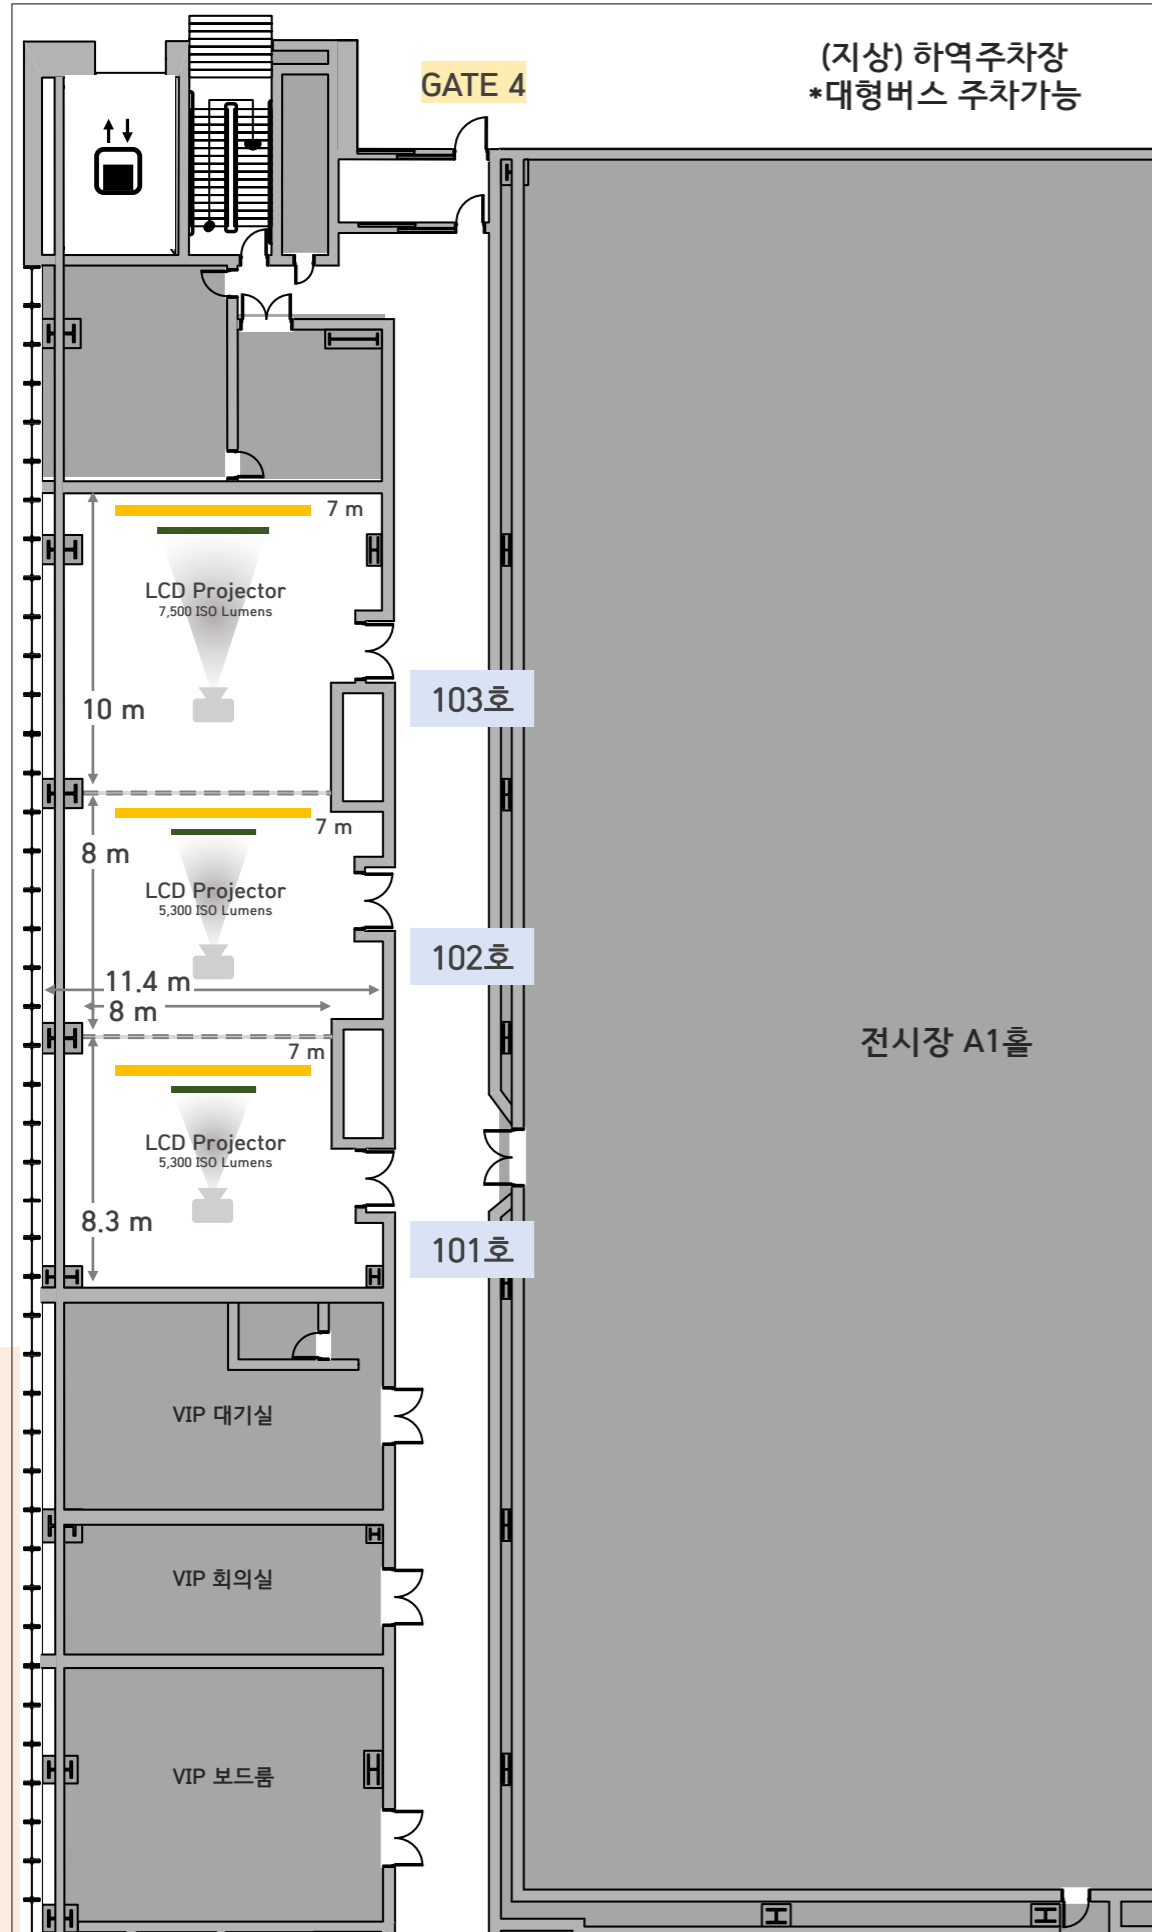 (지상) 하역주차장
*대형버스 주차가능
GATE 4
7 m
LCD Projector
7,500 ISO Lumens
10 m
103호
7 m
8 m
LCD Projector
5,300 ISO Lumens
102호
11.4 m
8 m
7 m
전시장 A1홀
LCD Projector
5,300 ISO Lumens
8.3 m
101호
VIP 대기실
VIP 회의실
VIP 보드룸